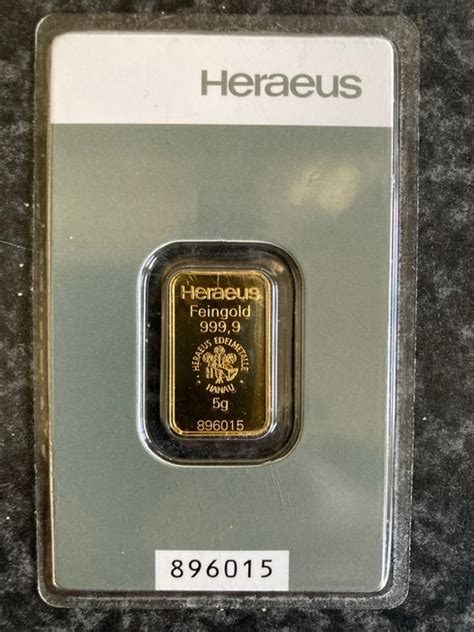 Heraeus
Heraeus
Feingold
999,9
HERAEUS EDELMETALLE
HANAU
5g
896015
896015